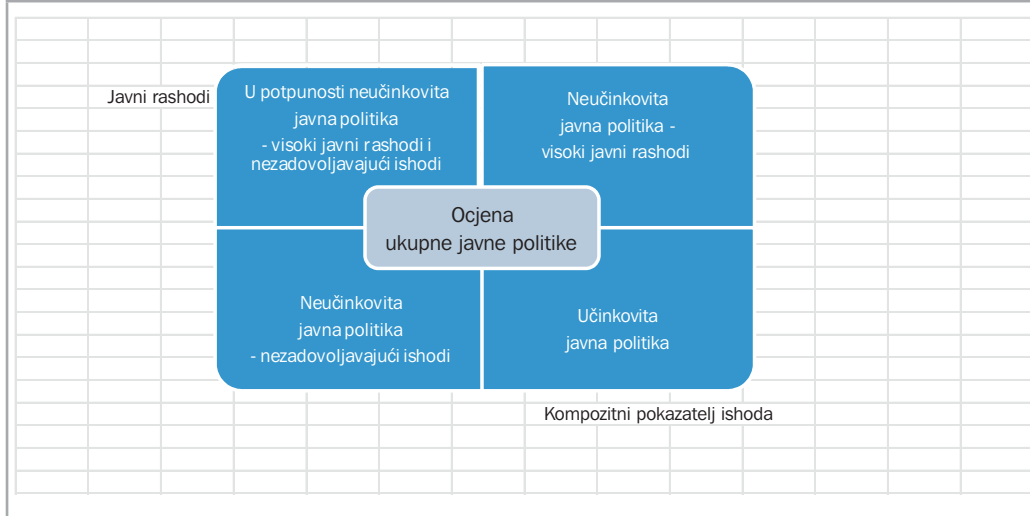 Javni rashodi
U potpunosti neučinkovita
javna politika
- visoki javni rashodi i
nezadovoljavajući ishodi
Neučinkovita
javna politika -
visoki javni rashodi
Ocjena
ukupne javne politike
Neučinkovita
javna politika
- nezadovoljavajući ishodi
Učinkovita
javna politika
Kompozitni pokazatelj ishoda